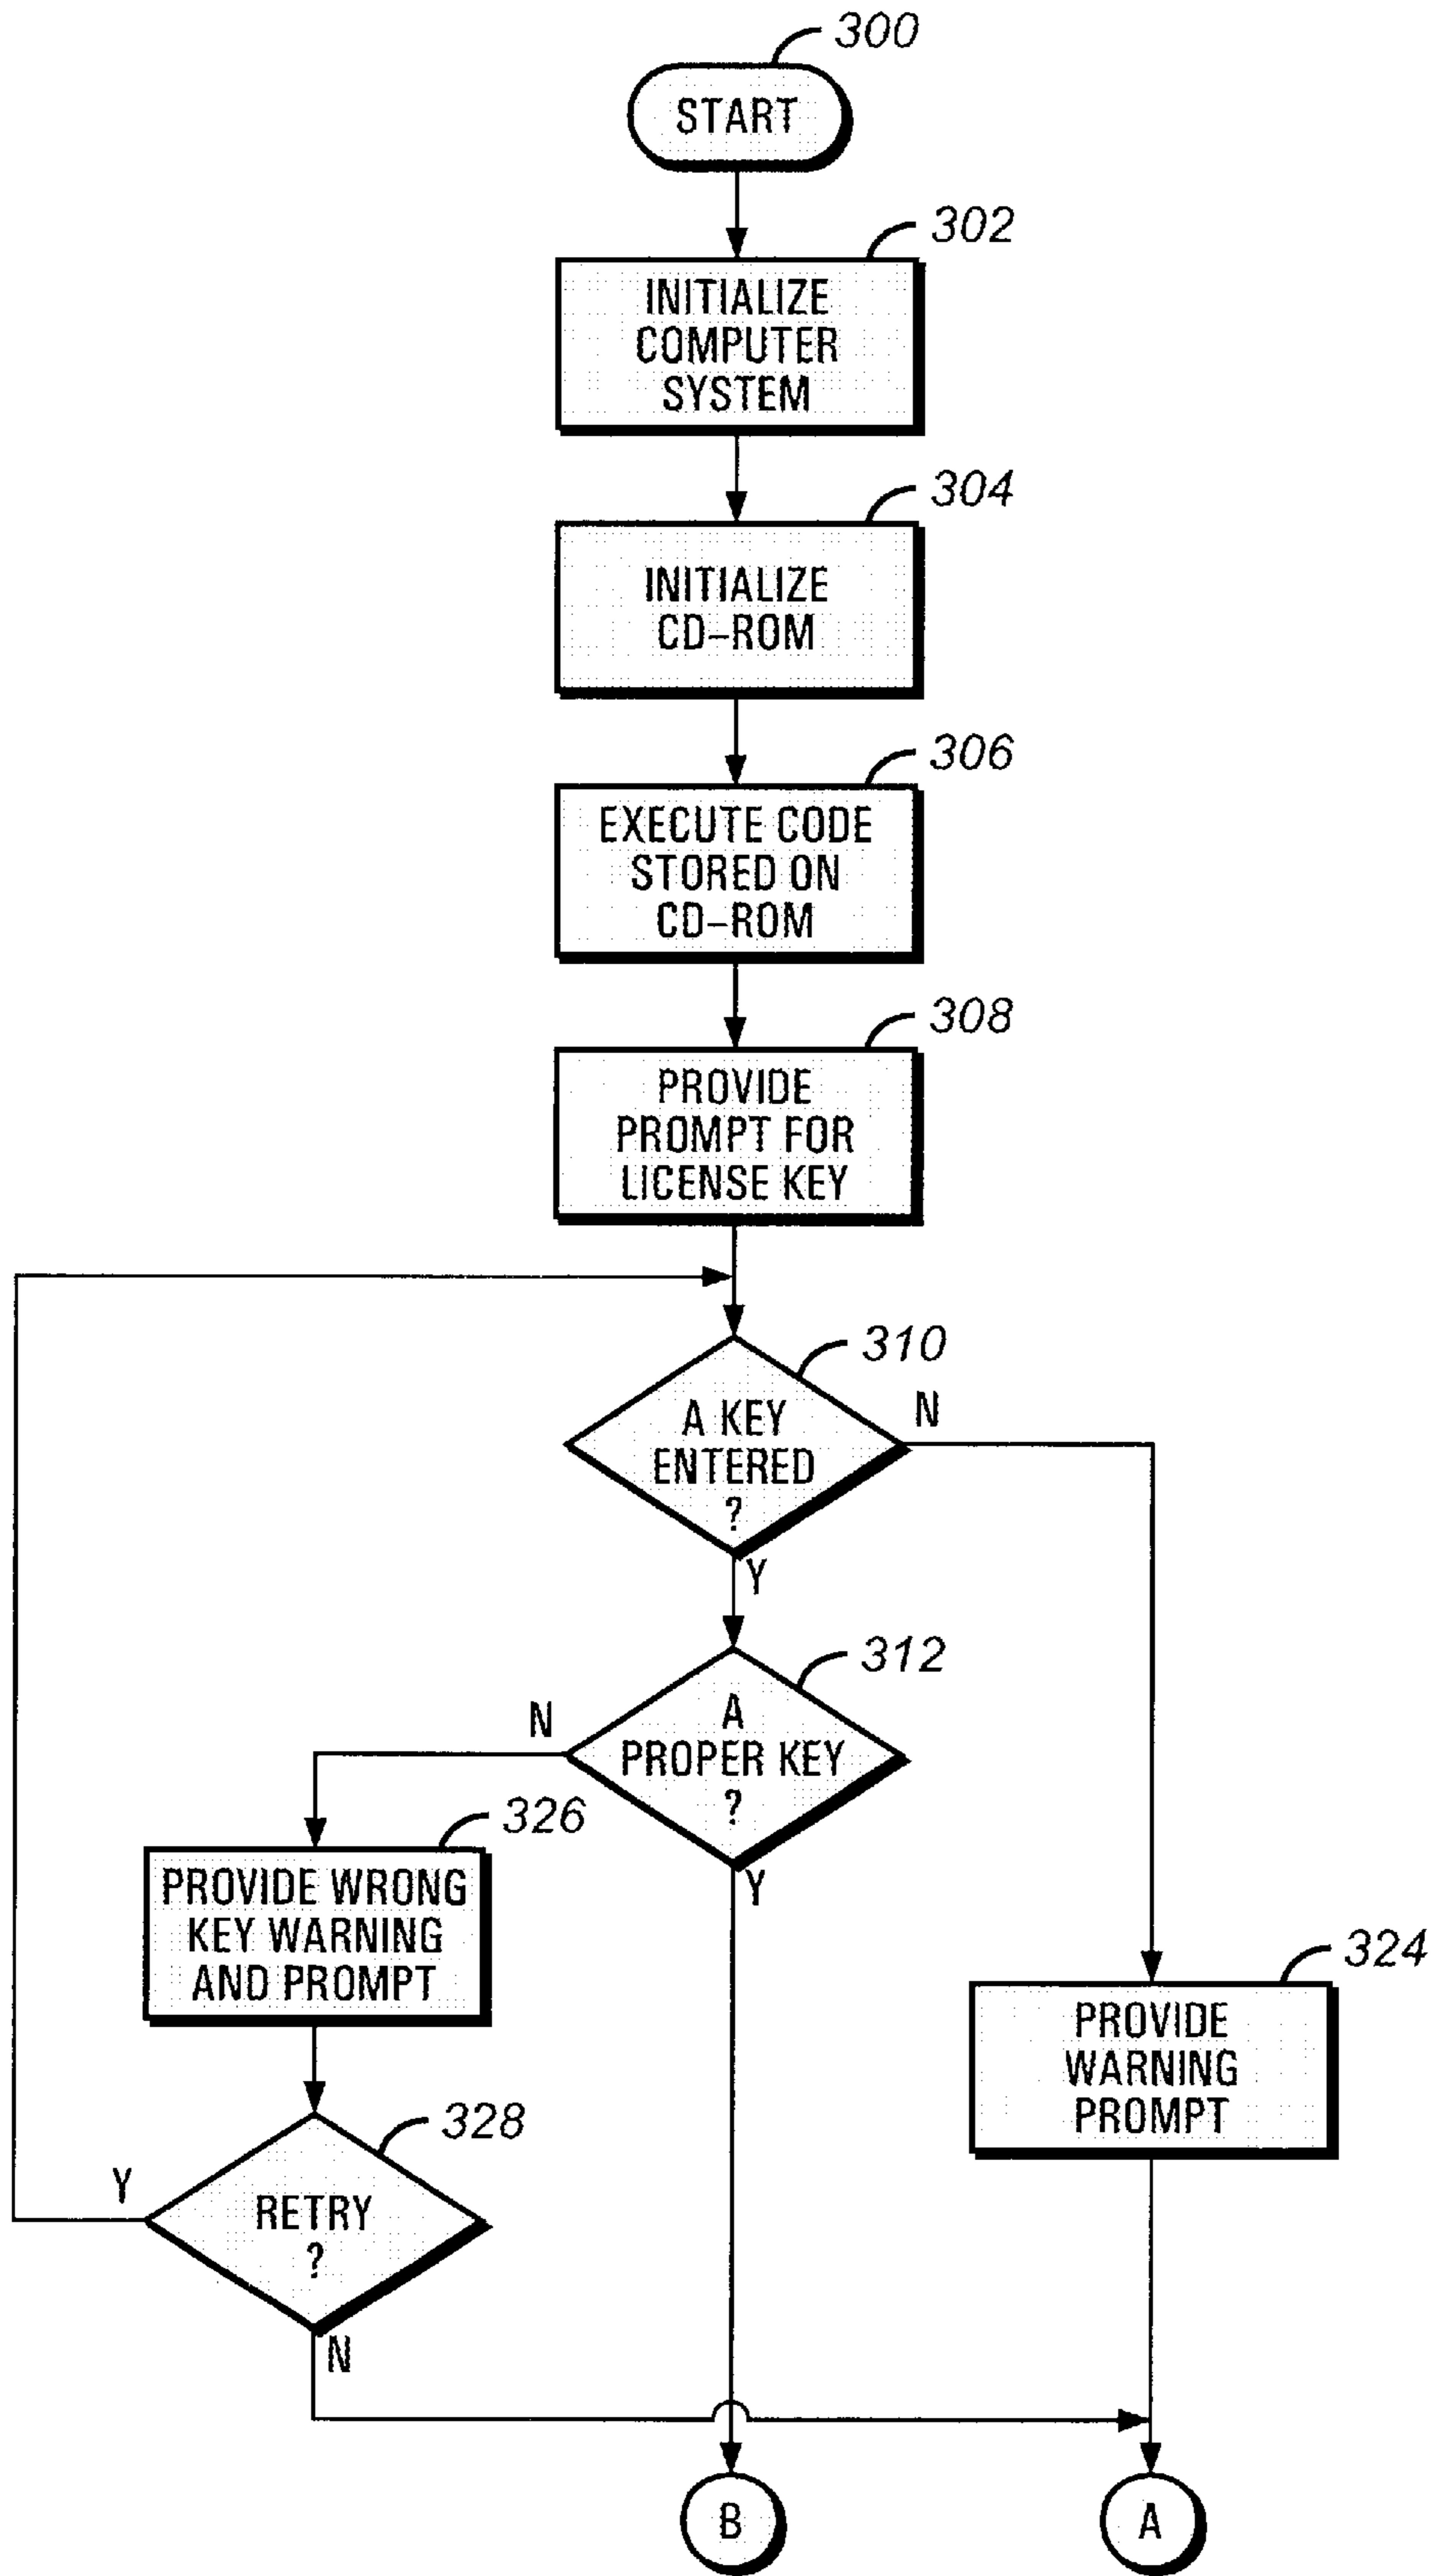 300
START
302
INITIALIZE
COMPUTER
SYSTEM
304
INITIALIZE
CD–ROM
306
EXECUTE CODE
STORED ON
CD–ROM
308
PROVIDE
PROMPT FOR
LICENSE KEY
310
A KEY
ENTERED
?
N
Y
312
A
PROPER KEY
?
N
Y
326
PROVIDE WRONG
KEY WARNING
AND PROMPT
324
PROVIDE
WARNING
PROMPT
328
RETRY
?
Y
N
B
A